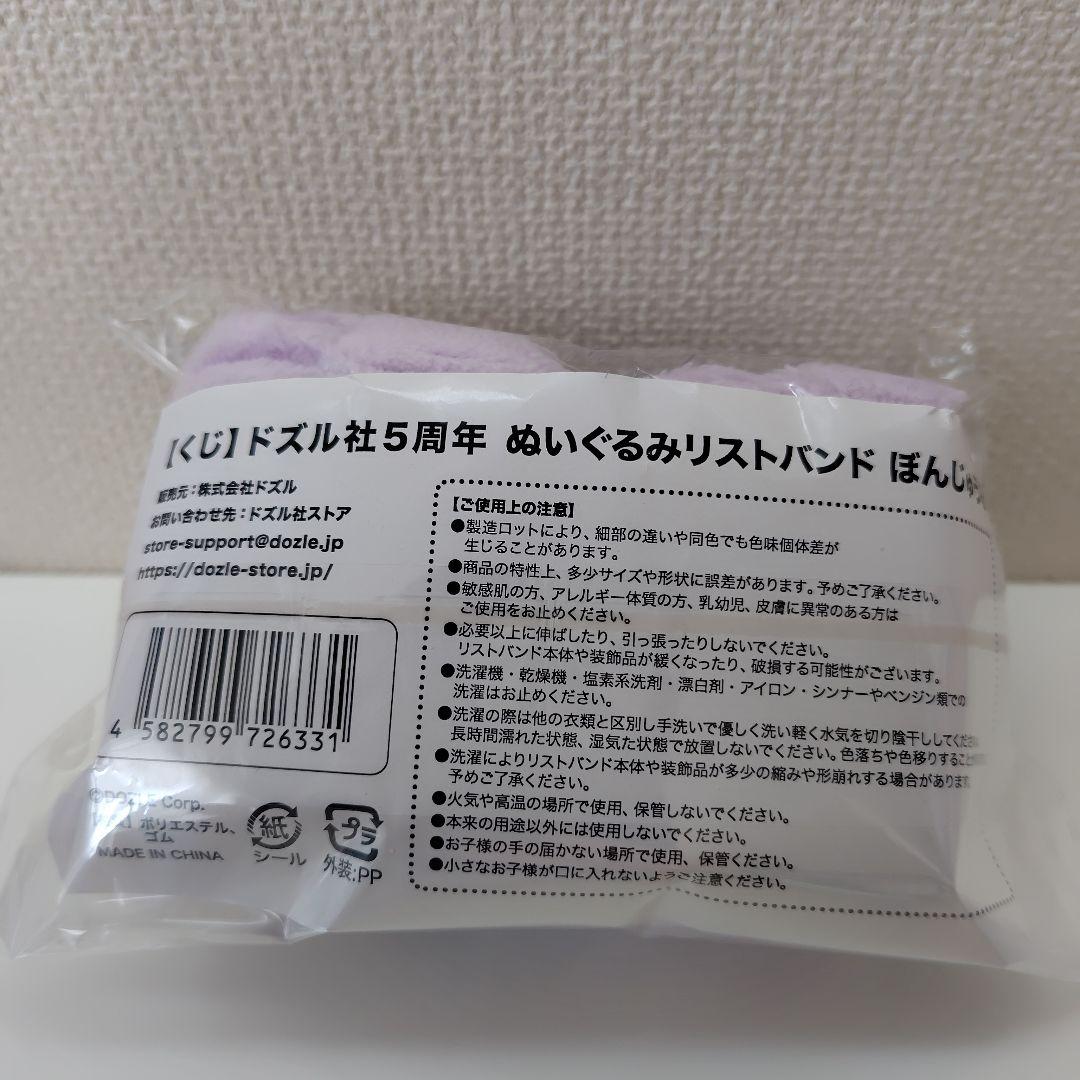 【くじ】ドズル社5周年 ぬいぐるみリストバンド ぼんじゅう
販売元：株式会社ドズル
お問い合わせ先：ドズル社ストア
store-support@dozle.jp
https://dozle-store.jp/
4 582799 726331
©DOZLE Corp.
ポリエステル、
ゴム
MADE IN CHINA
紙
シール
プラ
外装:PP
【ご使用上の注意】
●製造ロットにより、細部の違いや同色でも色味個体差が
生じることがあります。
●商品の特性上、多少サイズや形状に誤差があります。予めご了承ください。
●敏感肌の方、アレルギー体質の方、乳幼児、皮膚に異常のある方は
ご使用をお止めください。
●必要以上に伸ばしたり、引っ張ったりしないでください。
リストバンド本体や装飾品が緩くなったり、破損する可能性がございます。
●洗濯機・乾燥機・塩素系洗剤・漂白剤・アイロン・シンナーやベンジン類での
洗濯はお止めください。
●洗濯の際は他の衣類と区別し手洗いで優しく洗い軽く水気を切り陰干ししてくださ
長時間濡れた状態、湿気た状態で放置しないでください。色落ちや色移りすること
●洗濯によりリストバンド本体や装飾品が多少の縮みや形崩れする場合があります。
予めご了承ください。
●火気や高温の場所で使用、保管しないでください。
●本来の用途以外には使用しないでください。
●お子様の手の届かない場所で使用、保管ください。
●小さなお子様が口に入れないようご注意ください。